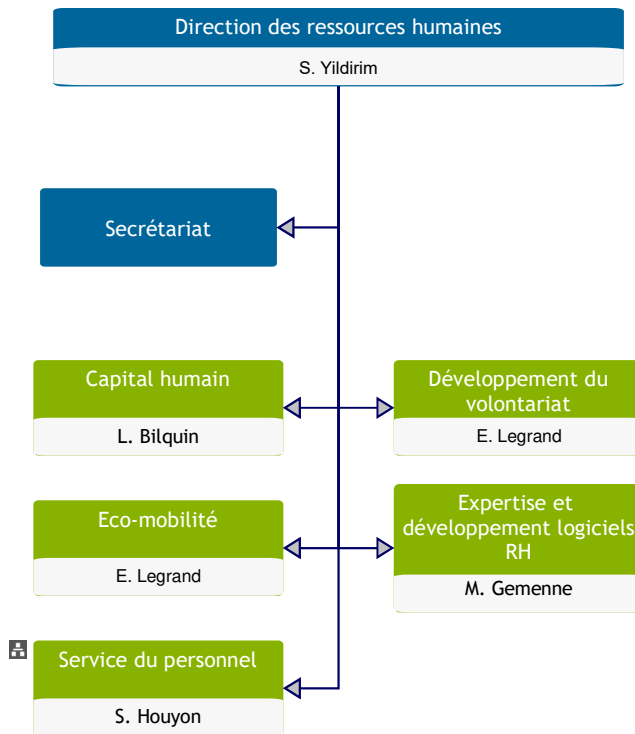 Direction des ressources humaines
S. Yildirim
Secrétariat
Capital humain
L. Bilquin
Développement du
volontariat
E. Legrand
Eco-mobilité
E. Legrand
Expertise et
développement logiciels
RH
M. Gemenne
Service du personnel
S. Houyon